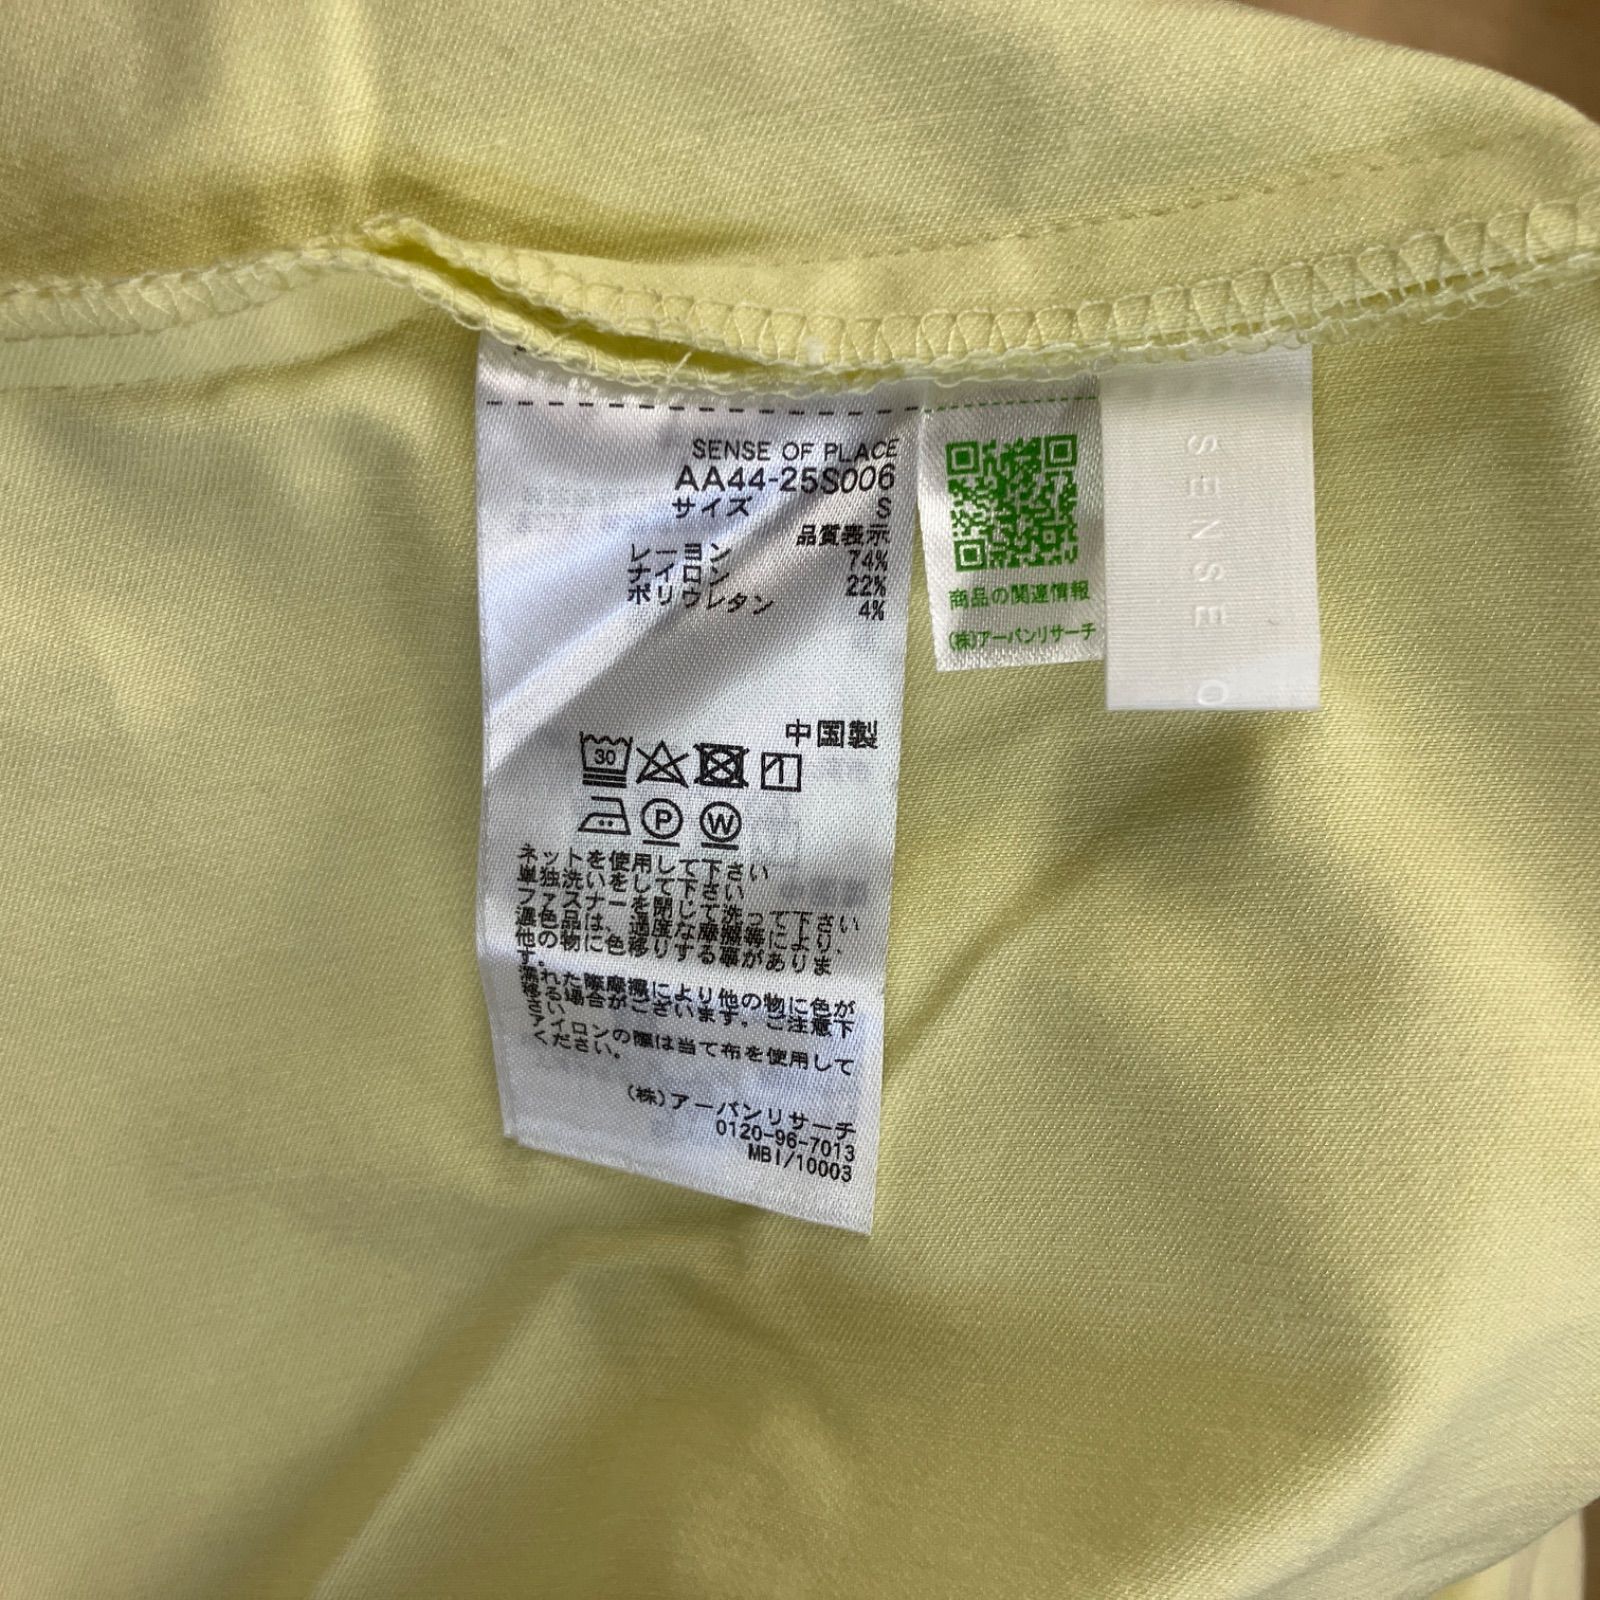 SENSE OF PLACE
AA44-25S006
サイズ S
品質表示
レーヨン 74%
ナイロン 22%
ポリウレタン 4%
中国製
30
P W
ネットを使用して下さい
単独洗いをして下さい
ファスナーを閉じて洗って下さい
濃色品は、過度な摩擦等により、
他の物に色移りする事がありま
す。
濡れた際摩擦により他の物に色が
移る場合がございます。ご注意下
さい
アイロンの際は当て布を使用して
ください。
(株)アーバンリサーチ
0120-96-7013
MBI/10003
商品の関連情報
(株)アーバンリサーチ
SENSE O